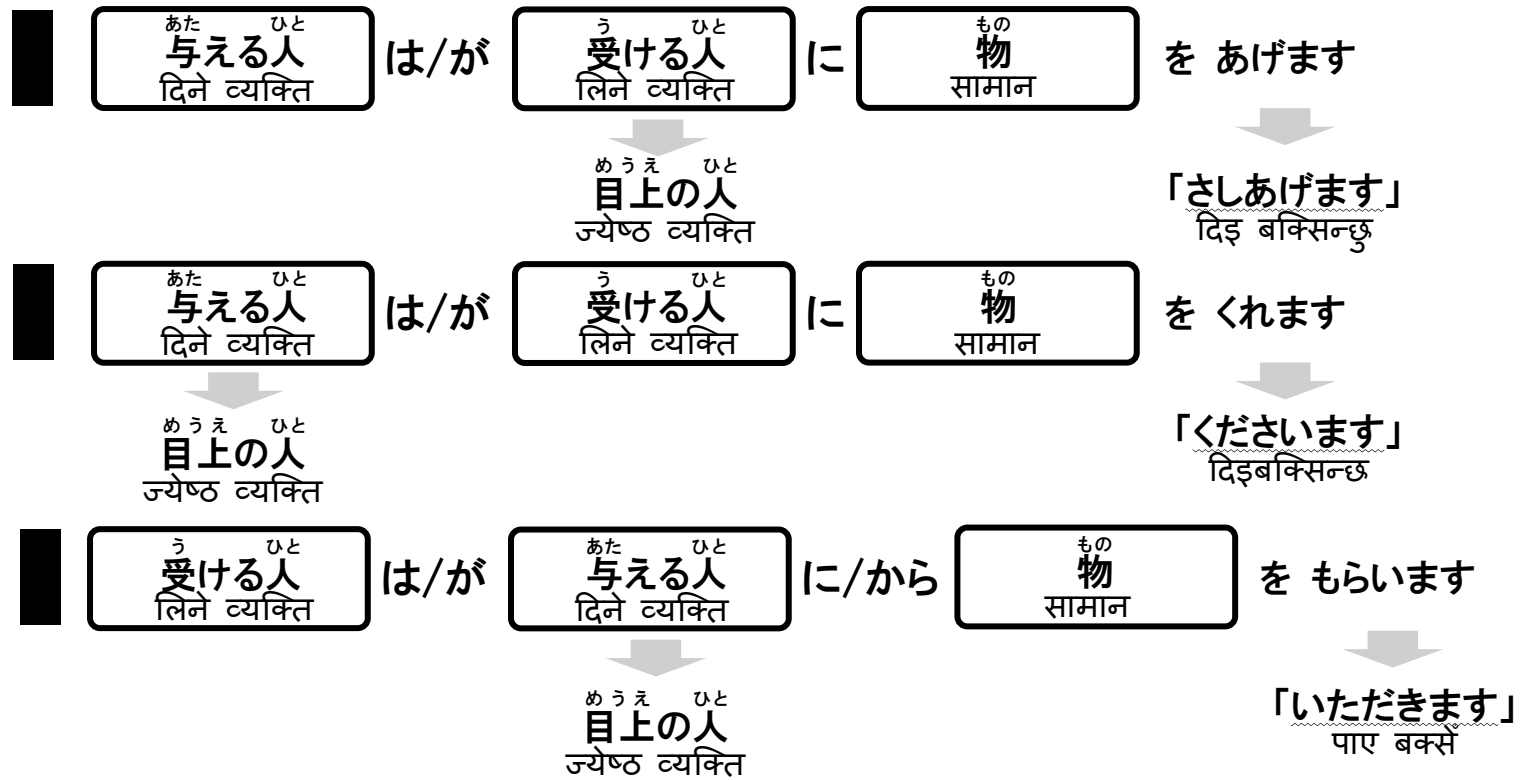 あた ひと う ひと もの
与える人 は/が 受ける人 に 物 を あげます
दिने व्यक्ति लिने व्यक्ति सामान
めうえ ひと
目上の人 「さしあげます」
ज्येष्ठ व्यक्ति दिइ बक्सिन्छु
あた ひと う ひと もの
与える人 は/が 受ける人 に 物 を くれます
दिने व्यक्ति लिने व्यक्ति सामान
めうえ ひと
目上の人 「くださいます」
ज्येष्ठ व्यक्ति दिइबक्सिन्छ
う ひと あた ひと もの
受ける人 は/が 与える人 に/から 物 を もらいます
लिने व्यक्ति दिने व्यक्ति सामान
めうえ ひと
目上の人 「いただきます」
ज्येष्ठ व्यक्ति पाए बक्सें